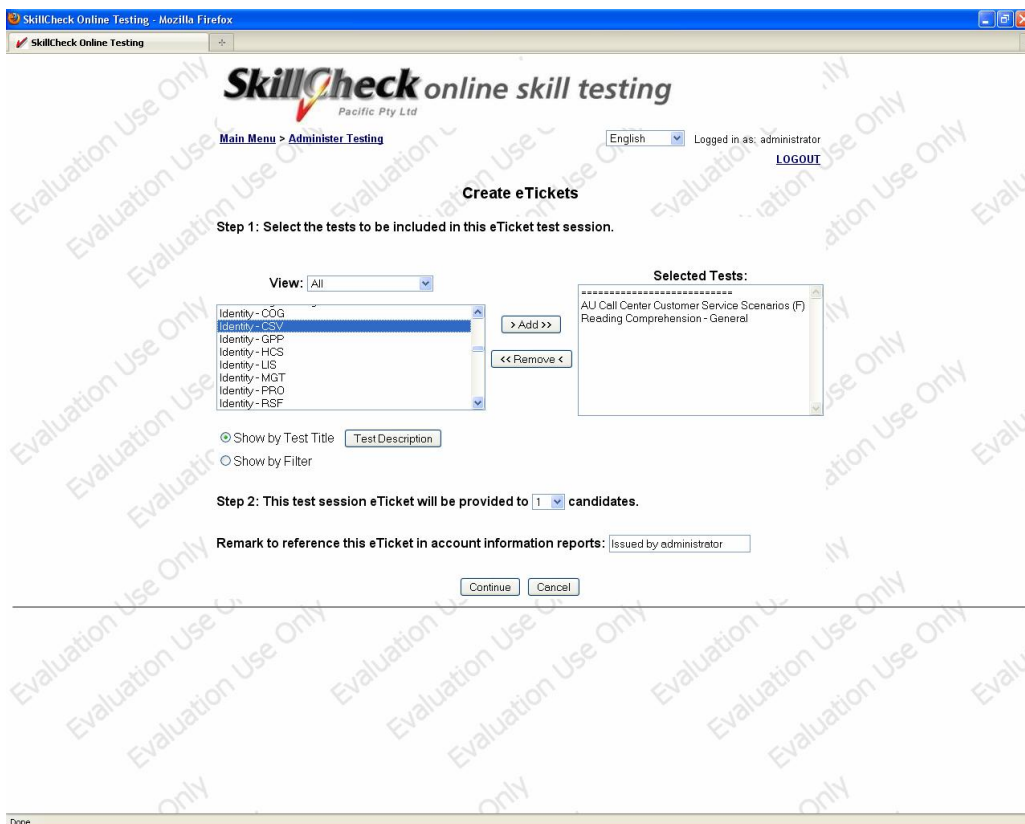 SkillCheck Online Testing - Mozilla Firefox
SkillCheck Online Testing
SkillCheck online skill testing
Pacific Pty Ltd
Main Menu > Administer Testing
English
Logged in as: administrator
LOGOUT
Create eTickets
Step 1: Select the tests to be included in this eTicket test session.
View: All
Selected Tests:
Identity - COG
Identity - CSV
Identity - GPP
Identity - HCS
Identity - LIS
Identity - MGT
Identity - PRO
Identity - RSF
> Add >>
<< Remove <
===========================
AU Call Center Customer Service Scenarios (F)
Reading Comprehension - General
Show by Test Title
Test Description
Show by Filter
Step 2: This test session eTicket will be provided to 1 candidates.
Remark to reference this eTicket in account information reports: Issued by administrator
Continue
Cancel
Evaluation Use Only
Done